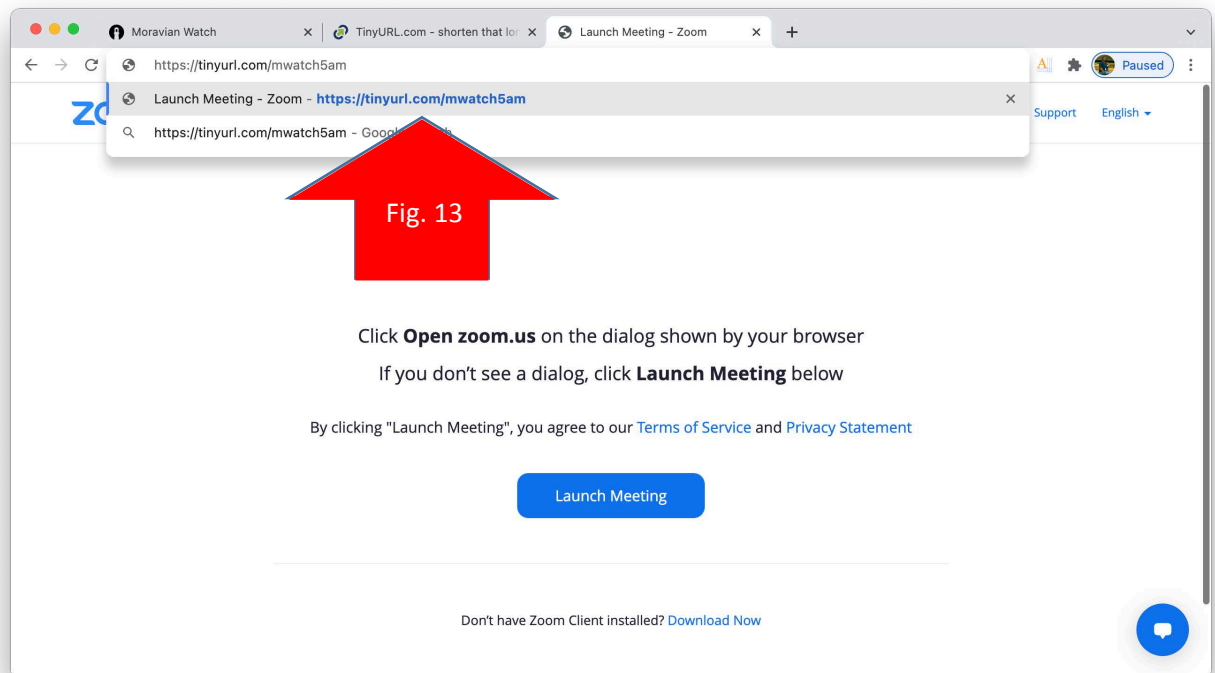 Moravian Watch
TinyURL.com - shorten that lon
Launch Meeting - Zoom
https://tinyurl.com/mwatch5am
Paused
Launch Meeting - Zoom - https://tinyurl.com/mwatch5am
Support
English
https://tinyurl.com/mwatch5am
Fig. 13
Click Open zoom.us on the dialog shown by your browser
If you don’t see a dialog, click Launch Meeting below
By clicking "Launch Meeting", you agree to our Terms of Service and Privacy Statement
Launch Meeting
Don’t have Zoom Client installed? Download Now